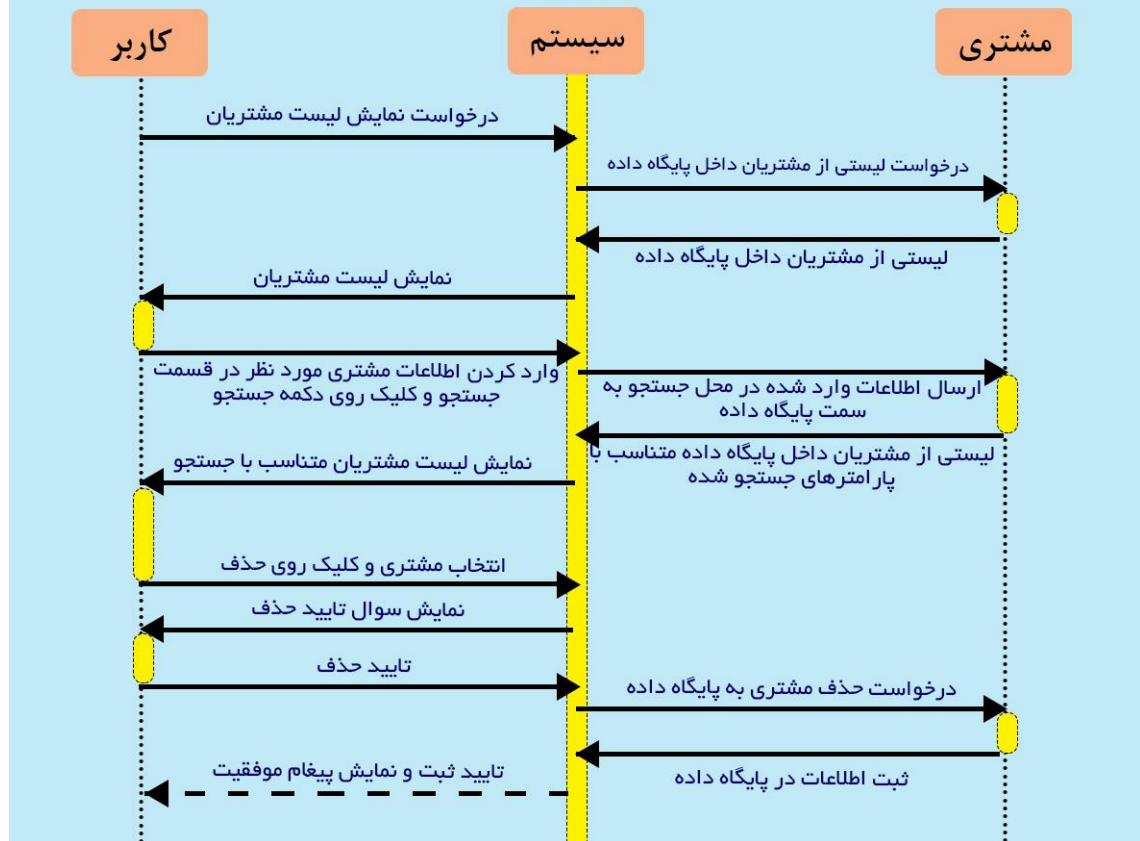 کاربر
سیستم
مشتری
درخواست نمایش لیست مشتریان
درخواست لیستی از مشتریان داخل پایگاه داده
لیستی از مشتریان داخل پایگاه داده
نمایش لیست مشتریان
وارد کردن اطلاعات مشتری مورد نظر در قسمت
جستجو و کلیک روی دکمه جستجو
ارسال اطلاعات وارد شده در محل جستجو به
سمت پایگاه داده
لیستی از مشتریان داخل پایگاه داده متناسب با
پارامترهای جستجو شده
نمایش لیست مشتریان متناسب با جستجو
انتخاب مشتری و کلیک روی حذف
نمایش سوال تایید حذف
تایید حذف
درخواست حذف مشتری به پایگاه داده
ثبت اطلاعات در پایگاه داده
تایید ثبت و نمایش پیغام موفقیت